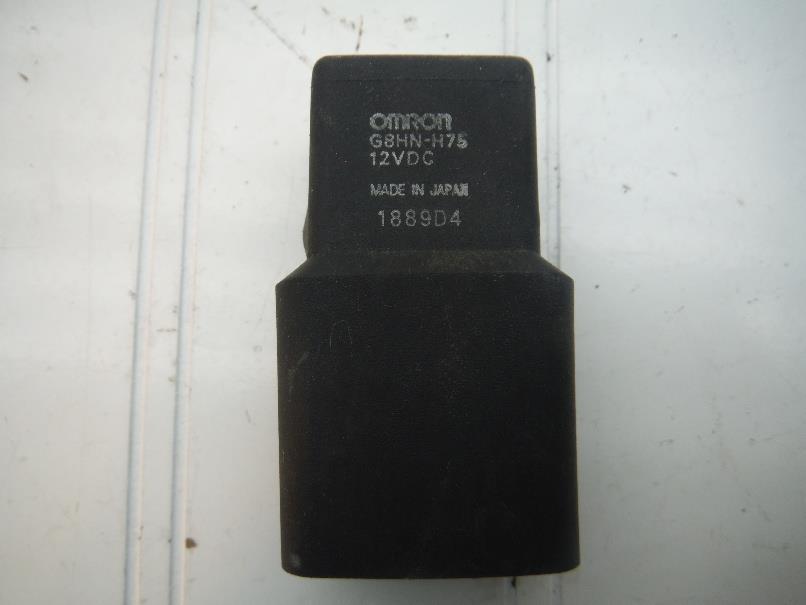 omron
G8HN-H75
12VDC
MADE IN JAPAN
1889D4